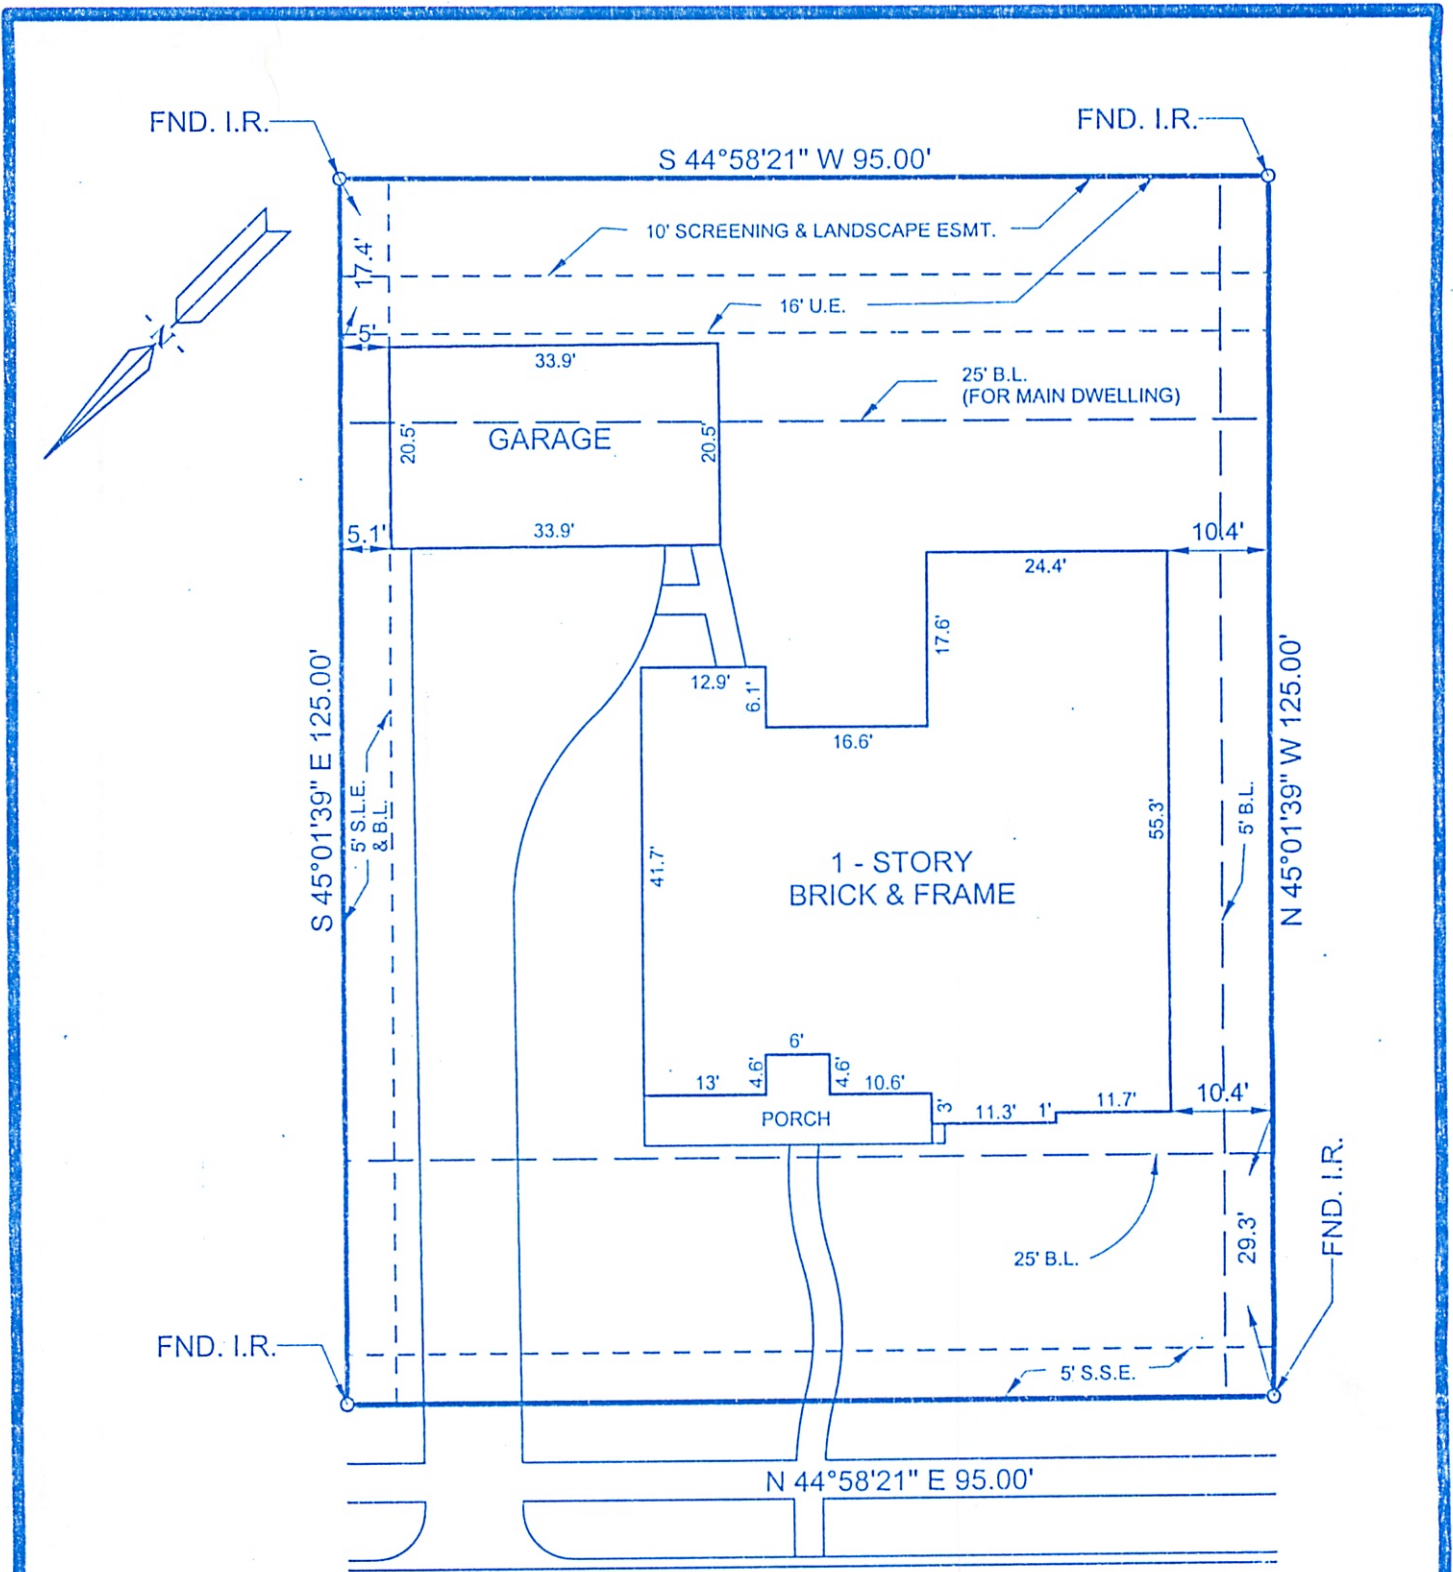 FND. I.R.
FND. I.R.
S 44°58'21" W 95.00'
10' SCREENING & LANDSCAPE ESMT.
17.4'
16' U.E.
N
5'
33.9'
25' B.L.
(FOR MAIN DWELLING)
GARAGE
20.5'
20.5'
5.1'
33.9'
10.4'
24.4'
17.6'
12.9'
6.1'
16.6'
S 45°01'39" E 125.00'
5' S.L.E.
& B.L.
41.7'
1 - STORY
BRICK & FRAME
55.3'
5' B.L.
N 45°01'39" W 125.00'
6'
4.6'
4.6'
13'
10.6'
3'
11.3'
1'
11.7'
10.4'
PORCH
25' B.L.
29.3'
FND. I.R.
FND. I.R.
5' S.S.E.
N 44°58'21" E 95.00'